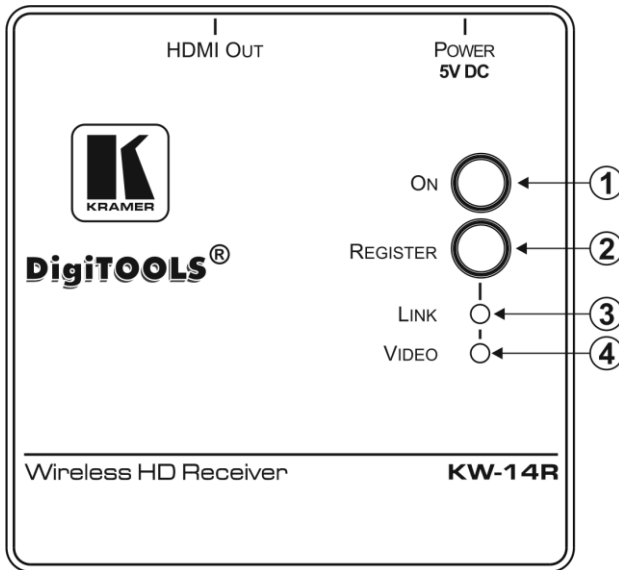 HDMI OUT
POWER
5V DC
KRAMER
ON
1
REGISTER
2
DigiTOOLS®
LINK
3
VIDEO
4
Wireless HD Receiver
KW-14R